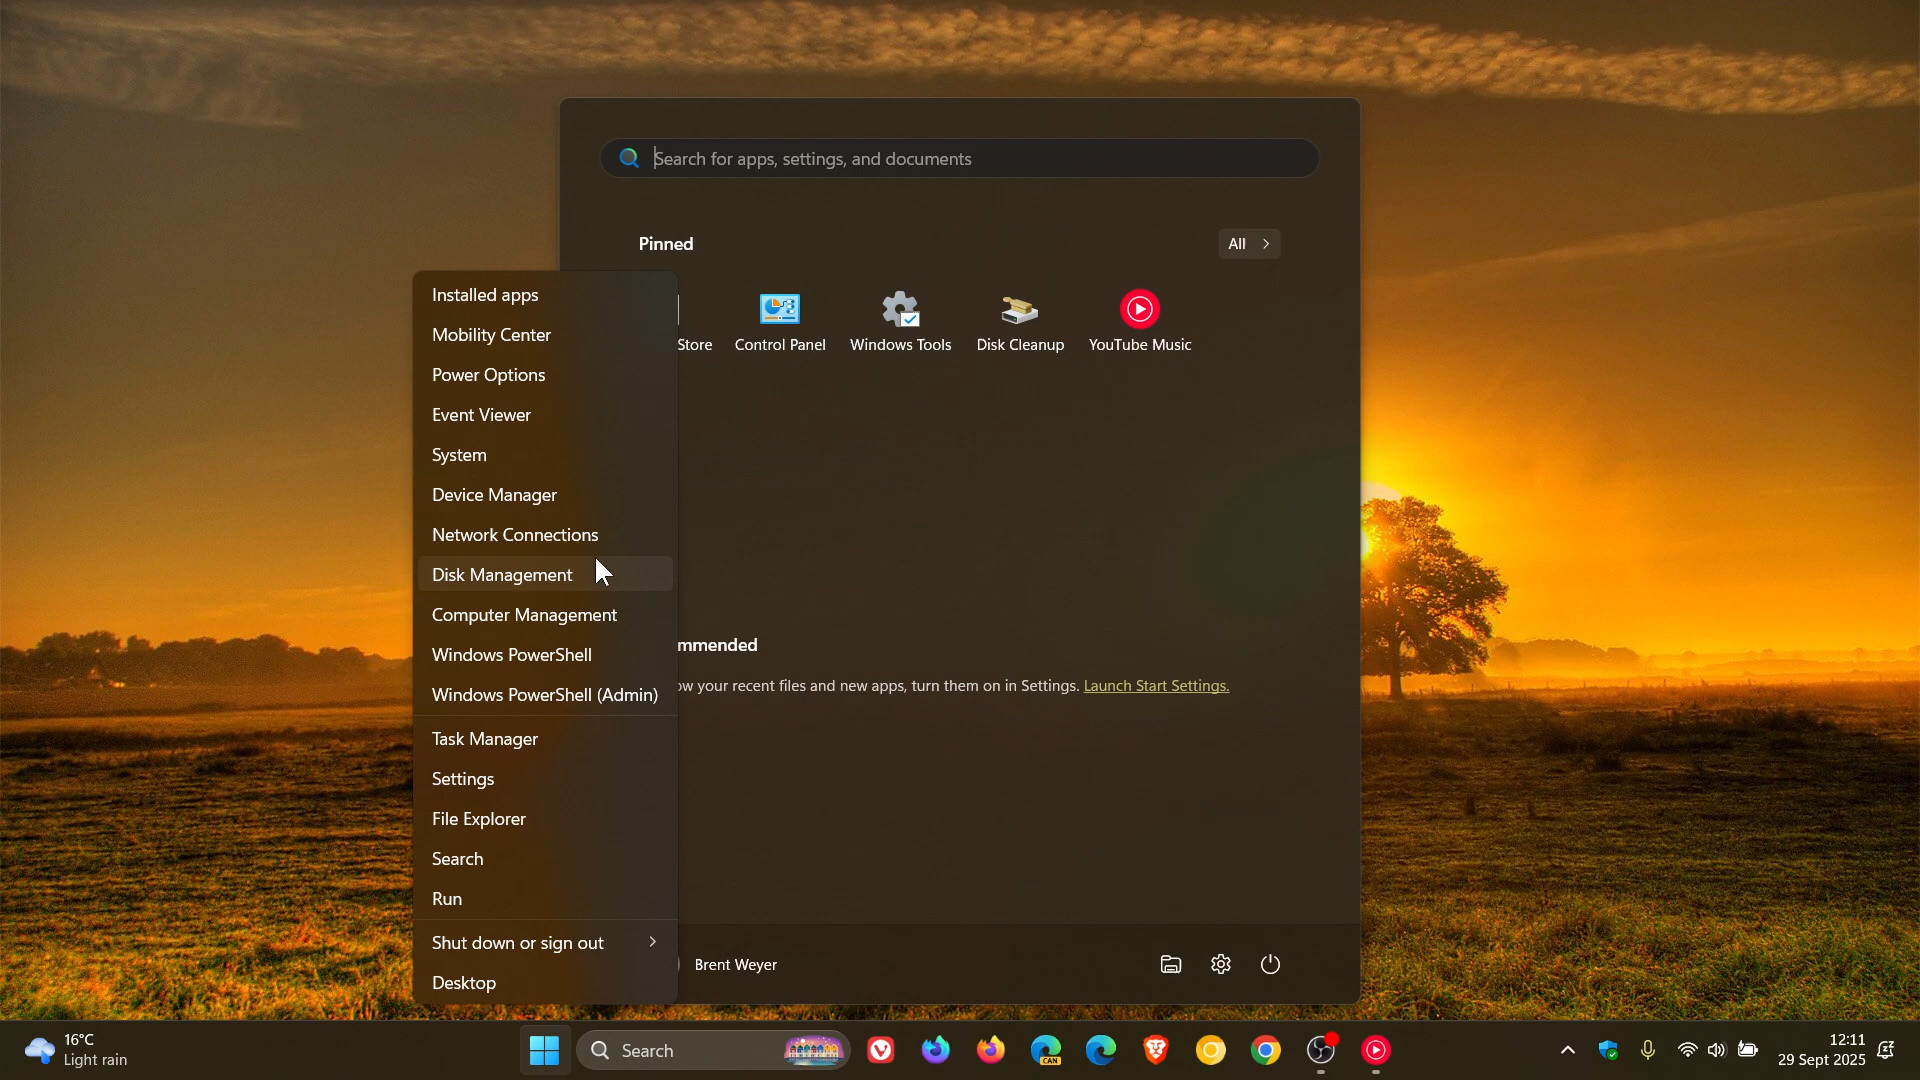 Search for apps, settings, and documents
Pinned
All
Store
Control Panel
Windows Tools
Disk Cleanup
YouTube Music
Installed apps
Mobility Center
Power Options
Event Viewer
System
Device Manager
Network Connections
Disk Management
Computer Management
Windows PowerShell
Windows PowerShell (Admin)
Task Manager
Settings
File Explorer
Search
Run
Shut down or sign out
Desktop
mmended
ow your recent files and new apps, turn them on in Settings. Launch Start Settings.
Brent Weyer
16°C
Light rain
Search
CAN
12:11
29 Sept 2025